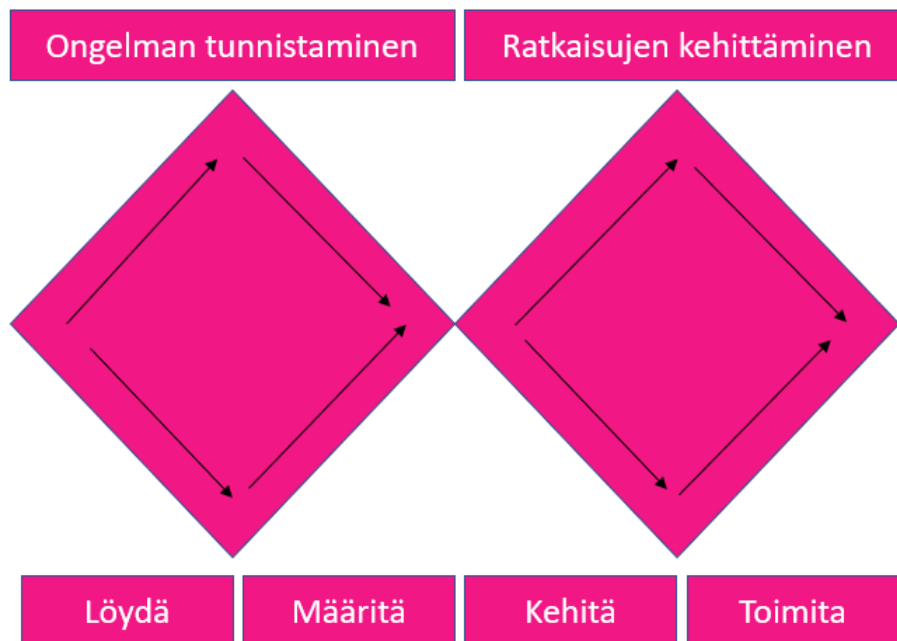 Ongelman tunnistaminen
Ratkaisujen kehittäminen
Löydä
Määritä
Kehitä
Toimita